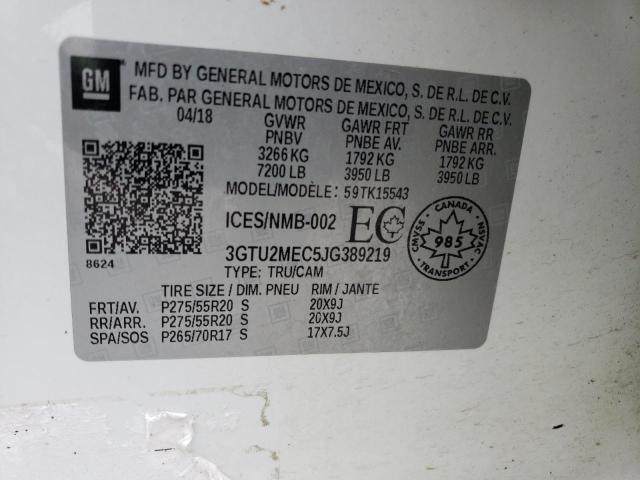 GM
MFD BY GENERAL MOTORS DE MEXICO, S. DE R.L. DE C.V.
FAB. PAR GENERAL MOTORS DE MEXICO, S. DE R.L. DE C.V.
04/18 GVWR GAWR FRT GAWR RR
PNBV PNBE AV. PNBE ARR.
3266 KG 1792 KG 1792 KG
7200 LB 3950 LB 3950 LB
MODEL/MODÈLE: 59TK15543
ICES/NMB-002 EC
CANADA
CMVSS 985 NSVAC
TRANSPORT
3GTU2MEC5JG389219
8624
TYPE: TRU/CAM
TIRE SIZE / DIM. PNEU RIM / JANTE
FRT/AV. P275/55R20 S 20X9J
RR/ARR. P275/55R20 S 20X9J
SPA/SOS P265/70R17 S 17X7.5J